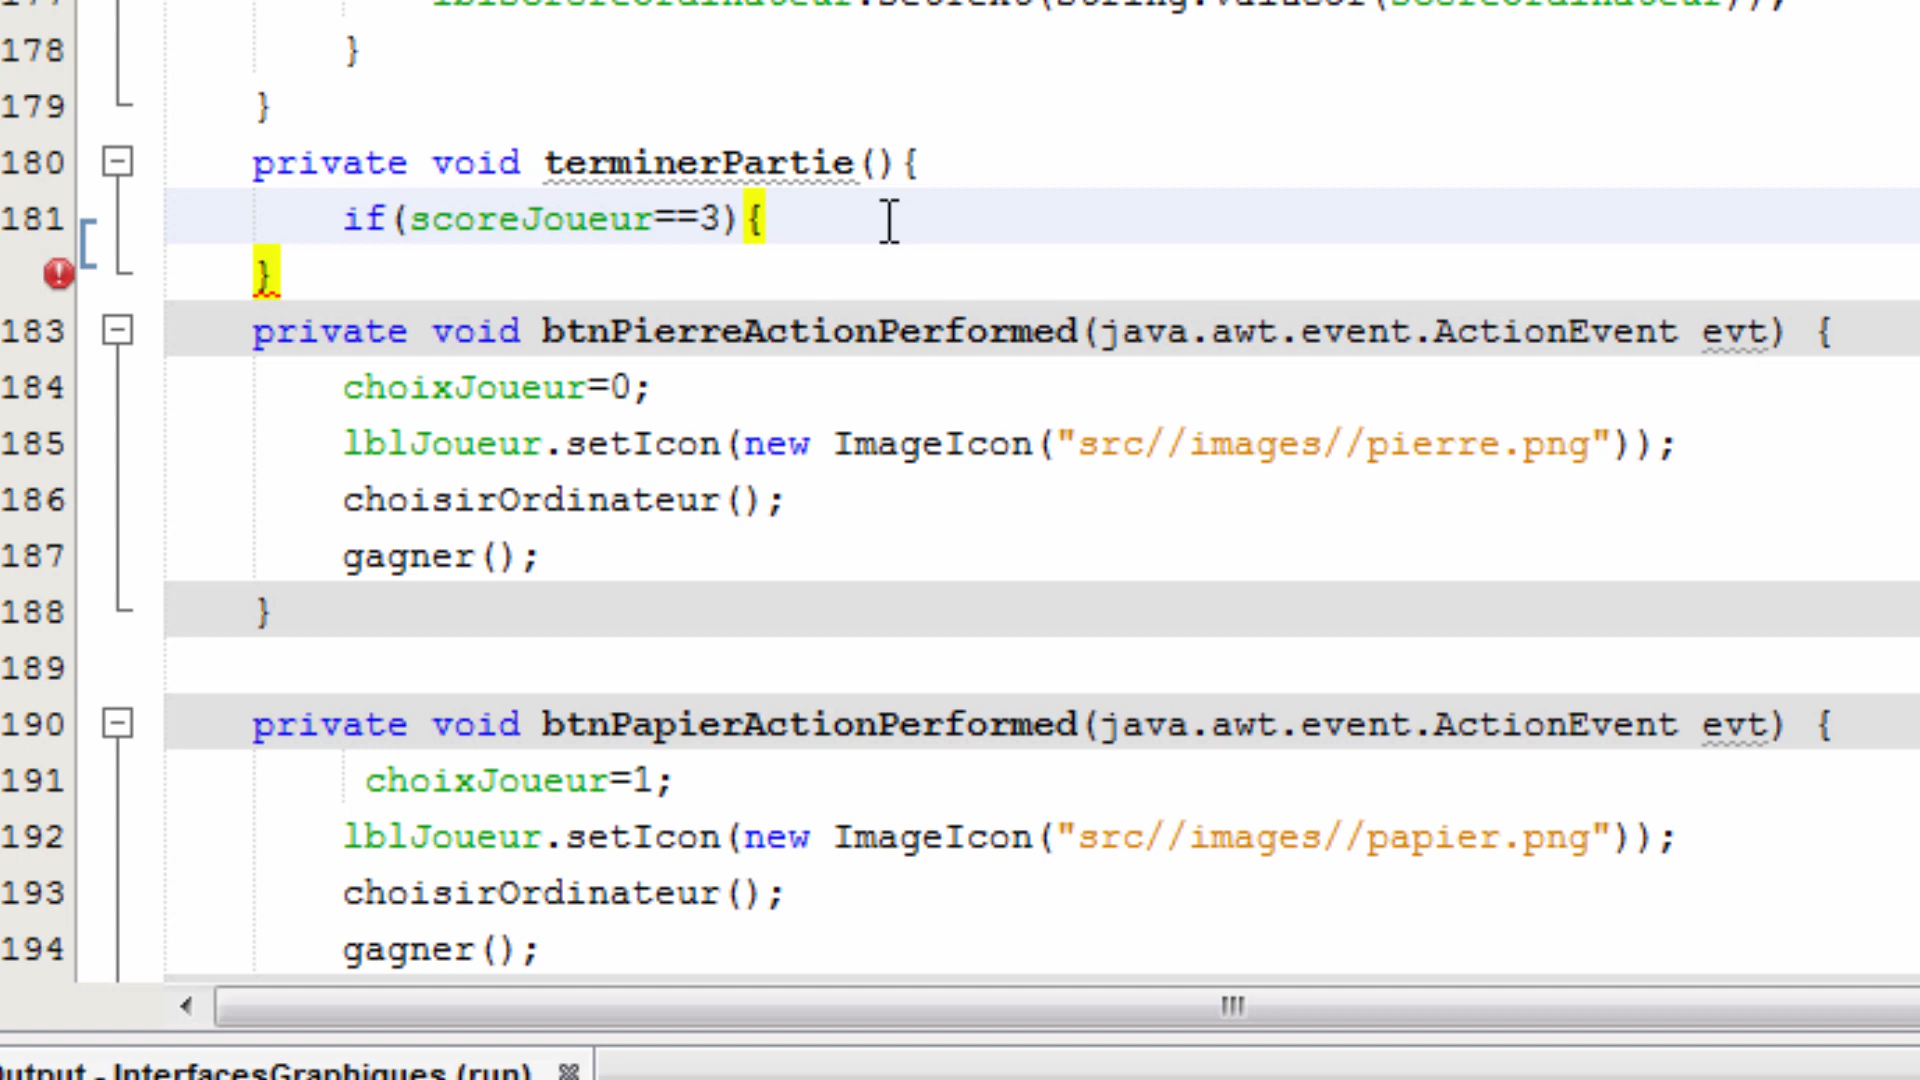 178 }
179 }
180 private void terminerPartie(){
181 if(scoreJoueur==3){
}
183 private void btnPierreActionPerformed(java.awt.event.ActionEvent evt) {
184 choixJoueur=0;
185 lblJoueur.setIcon(new ImageIcon("src//images//pierre.png"));
186 choisirOrdinateur();
187 gagner();
188 }
189
190 private void btnPapierActionPerformed(java.awt.event.ActionEvent evt) {
191 choixJoueur=1;
192 lblJoueur.setIcon(new ImageIcon("src//images//papier.png"));
193 choisirOrdinateur();
194 gagner();
Output - InterfacesGraphiques (run)